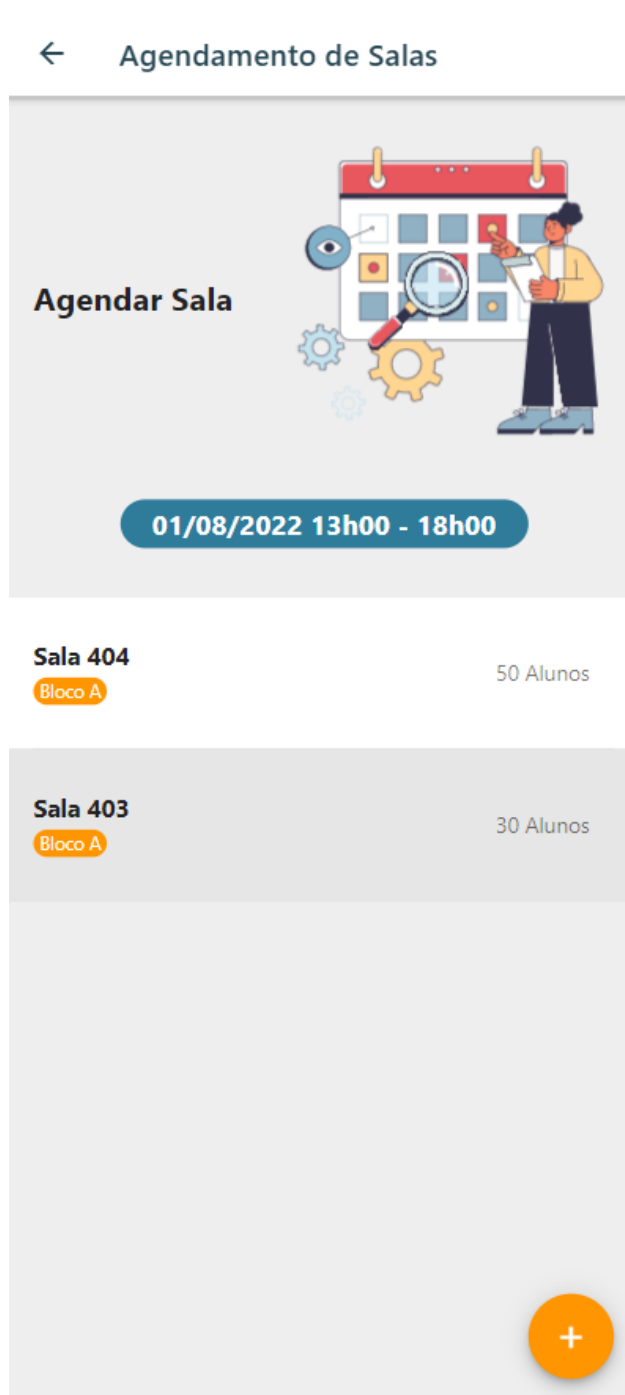 Agendamento de Salas
Agendar Sala
01/08/2022 13h00 - 18h00
Sala 404
Bloco A
50 Alunos
Sala 403
Bloco A
30 Alunos
+